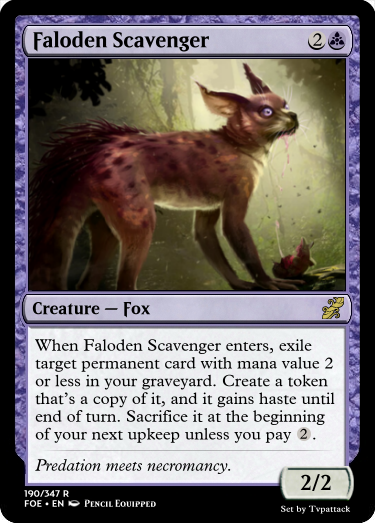 Faloden Scavenger 2
Creature — Fox
When Faloden Scavenger enters, exile
target permanent card with mana value 2
or less in your graveyard. Create a token
that's a copy of it, and it gains haste until
end of turn. Sacrifice it at the beginning
of your next upkeep unless you pay 2.
Predation meets necromancy.
2/2
190/347 R
FOE • EN Pencil Equipped
Set by Tvpattack